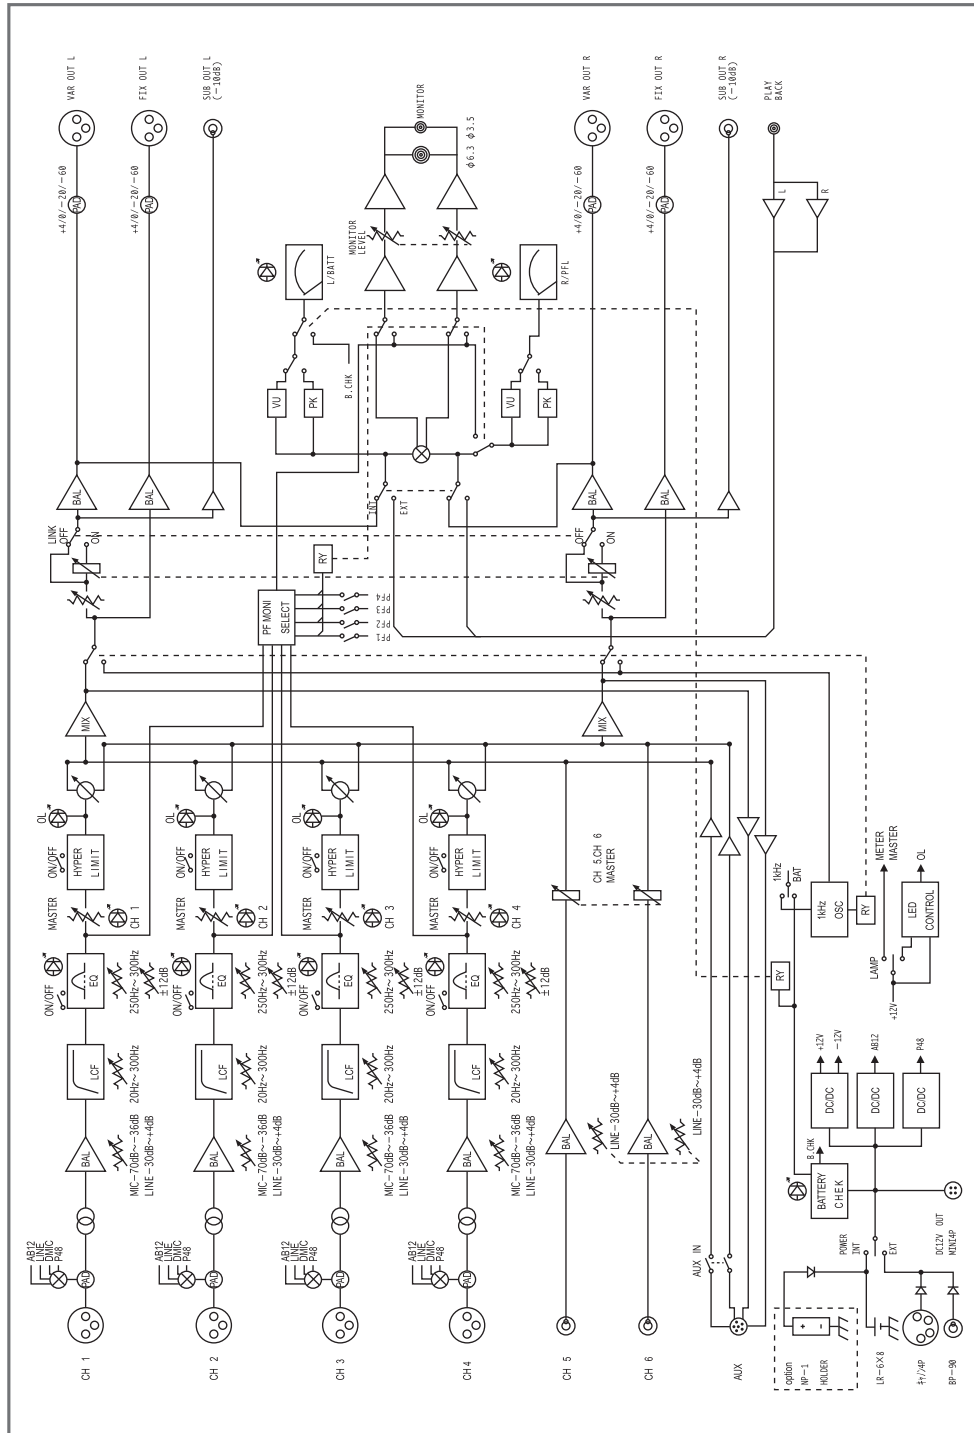 VAR OUT L
FIX OUT L
SUB OUT L
(-10dB)
MONITOR
φ6.3 φ3.5
VAR OUT R
FIX OUT R
SUB OUT R
(-10dB)
PLAY
BACK
PAD
+4/0/-20/-60
PAD
+4/0/-20/-60
MONITOR
LEVEL
L/BATT
R/PFL
PAD
+4/0/-20/-60
PAD
+4/0/-20/-60
L
R
VU
PK
B.CHK
VU
PK
BAL
BAL
INT
EXT
BAL
BAL
LINK
OFF
ON
RY
OFF
ON
PF MONI
SELECT
PF4
PF3
PF2
PF1
MIX
MIX
OL
OL
OL
OL
ON/OFF
HYPER
LIMIT
ON/OFF
HYPER
LIMIT
ON/OFF
HYPER
LIMIT
ON/OFF
HYPER
LIMIT
CH 5.CH 6
MASTER
MASTER
CH 1
MASTER
CH 2
MASTER
CH 3
MASTER
CH 4
1kHz
BAT
METER
MASTER
OL
1kHz
OSC
RY
LED
CONTROL
ON/OFF
EQ
250Hz~300Hz
±12dB
ON/OFF
EQ
250Hz~300Hz
±12dB
ON/OFF
EQ
250Hz~300Hz
±12dB
ON/OFF
EQ
250Hz~300Hz
±12dB
RY
LAMP
+12V
LCF
20Hz~300Hz
LCF
20Hz~300Hz
LCF
20Hz~300Hz
LCF
20Hz~300Hz
+12V
-12V
AB12
P48
DC/DC
DC/DC
DC/DC
BAL
MIC-70dB~-36dB
LINE-30dB~+4dB
BAL
MIC-70dB~-36dB
LINE-30dB~+4dB
BAL
MIC-70dB~-36dB
LINE-30dB~+4dB
BAL
MIC-70dB~-36dB
LINE-30dB~+4dB
BAL
LINE-30dB~+4dB
BAL
LINE-30dB~+4dB
B.CHK
BATTERY
CHEK
AB12
LINE
DMIC
P48
PAD
AB12
LINE
DMIC
P48
PAD
AB12
LINE
DMIC
P48
PAD
AB12
LINE
DMIC
P48
PAD
AUX IN
POWER
INT
EXT
DC12V OUT
MINI4P
CH 1
CH 2
CH 3
CH 4
CH 5
CH 6
AUX
option
NP-1
HOLDER
LR-6×8
ｷｬﾉﾝ4P
BP-90